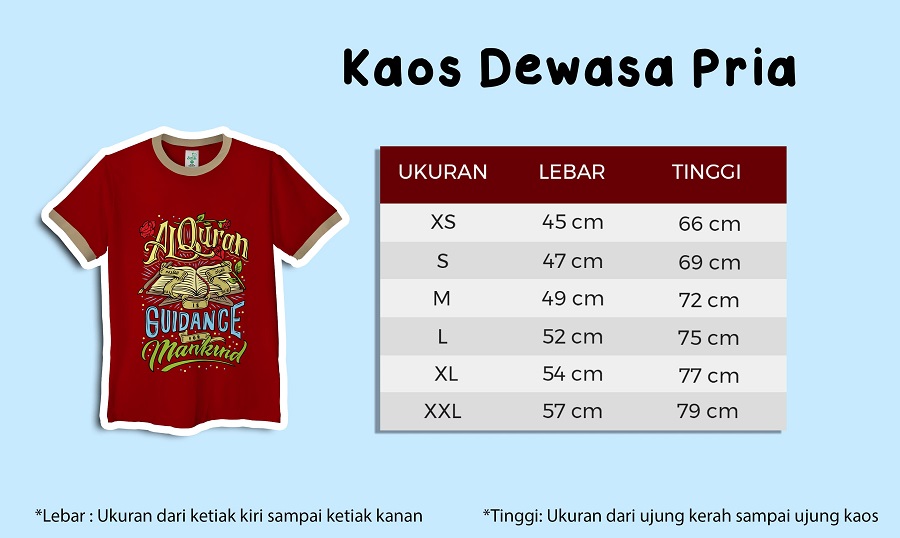 Kaos Dewasa Pria
UKURAN LEBAR TINGGI
XS 45 cm 66 cm
S 47 cm 69 cm
M 49 cm 72 cm
L 52 cm 75 cm
XL 54 cm 77 cm
XXL 57 cm 79 cm
AlQuran
IS
GUIDANCE
FOR
Mankind
*Lebar : Ukuran dari ketiak kiri sampai ketiak kanan
*Tinggi: Ukuran dari ujung kerah sampai ujung kaos